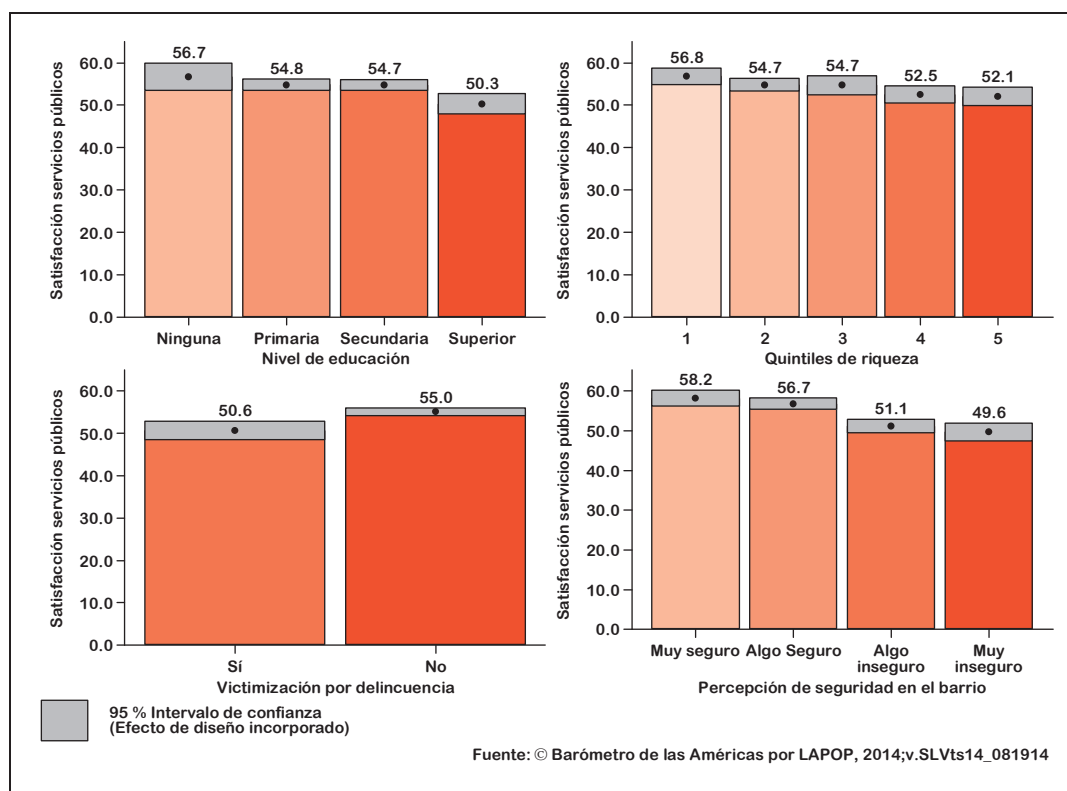 Satisfacción servicios públicos
60.0
50.0
40.0
30.0
20.0
10.0
0.0
56.7
54.8
54.7
50.3
Ninguna Primaria Secundaria Superior
Nivel de educación
Satisfacción servicios públicos
60.0
50.0
40.0
30.0
20.0
10.0
0.0
56.8
54.7
54.7
52.5
52.1
1 2 3 4 5
Quintiles de riqueza
Satisfacción servicios públicos
60.0
50.0
40.0
30.0
20.0
10.0
0.0
50.6
55.0
Sí No
Victimización por delincuencia
Satisfacción servicios públicos
60.0
50.0
40.0
30.0
20.0
10.0
0.0
58.2
56.7
51.1
49.6
Muy seguro Algo Seguro Algo Muy
inseguro inseguro
Percepción de seguridad en el barrio
95 % Intervalo de confianza
(Efecto de diseño incorporado)
Fuente: © Barómetro de las Américas por LAPOP, 2014;v.SLVts14_081914